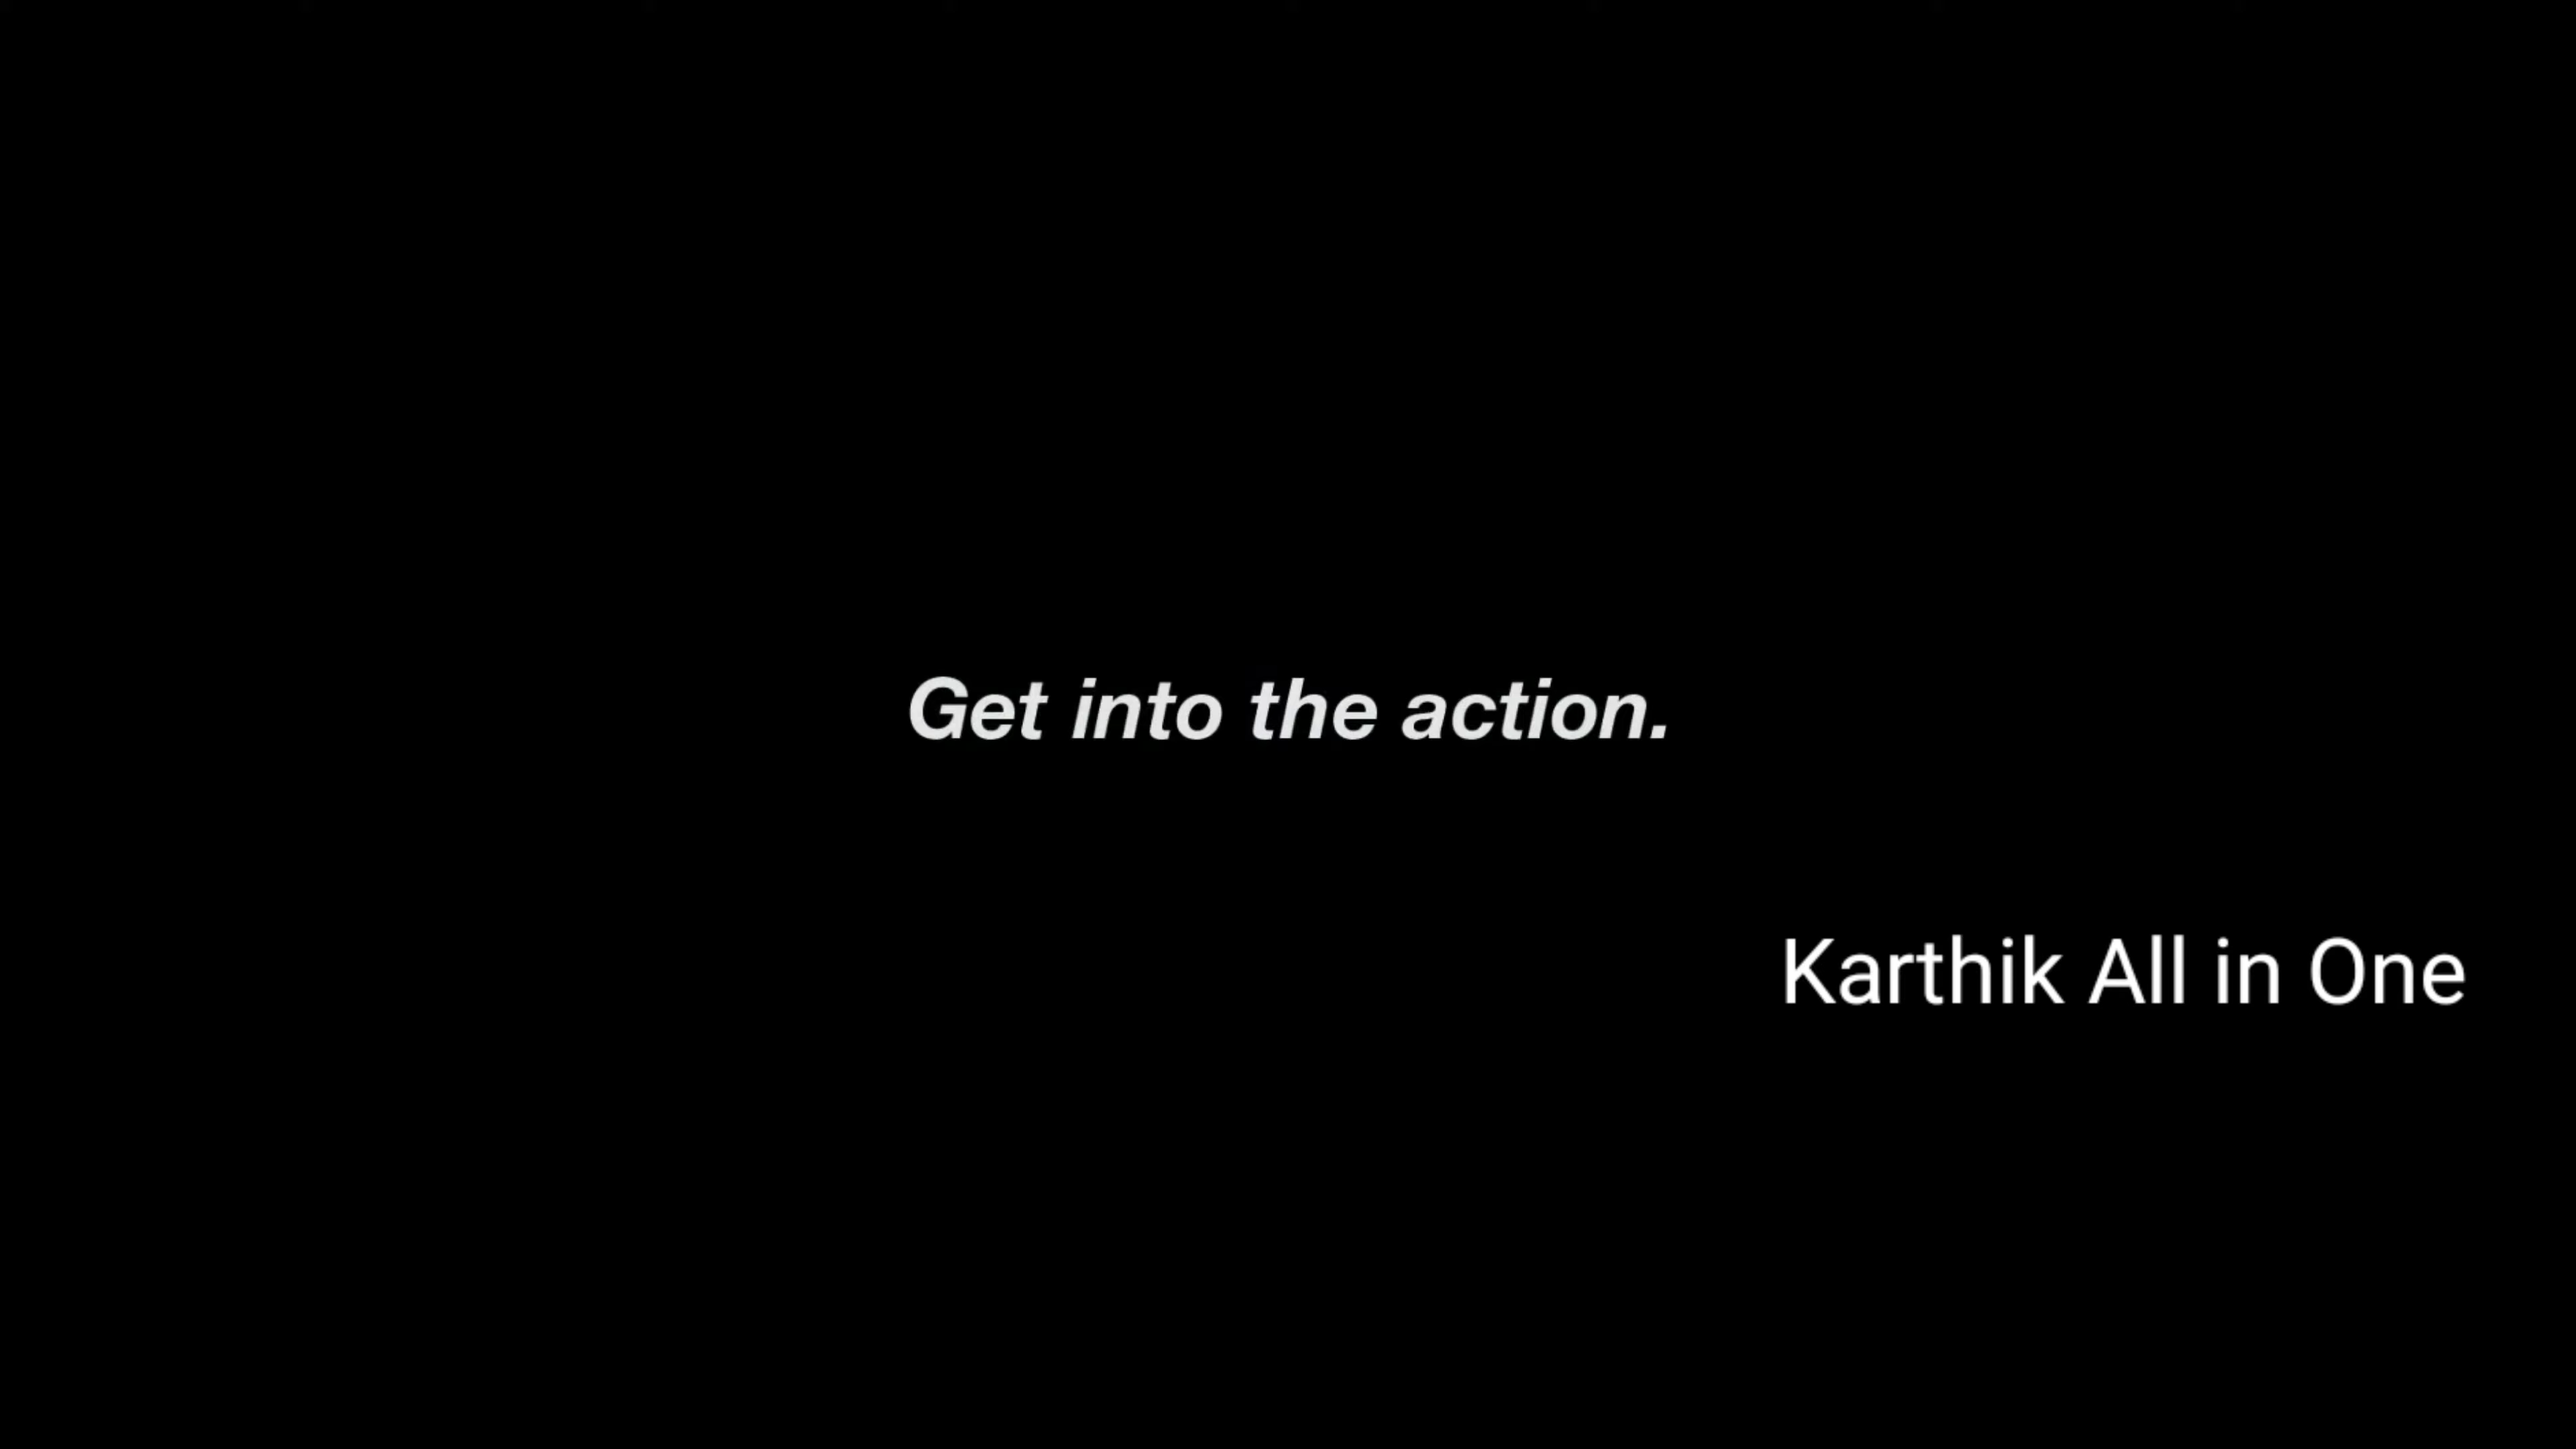 Get into the action.
Karthik All in One